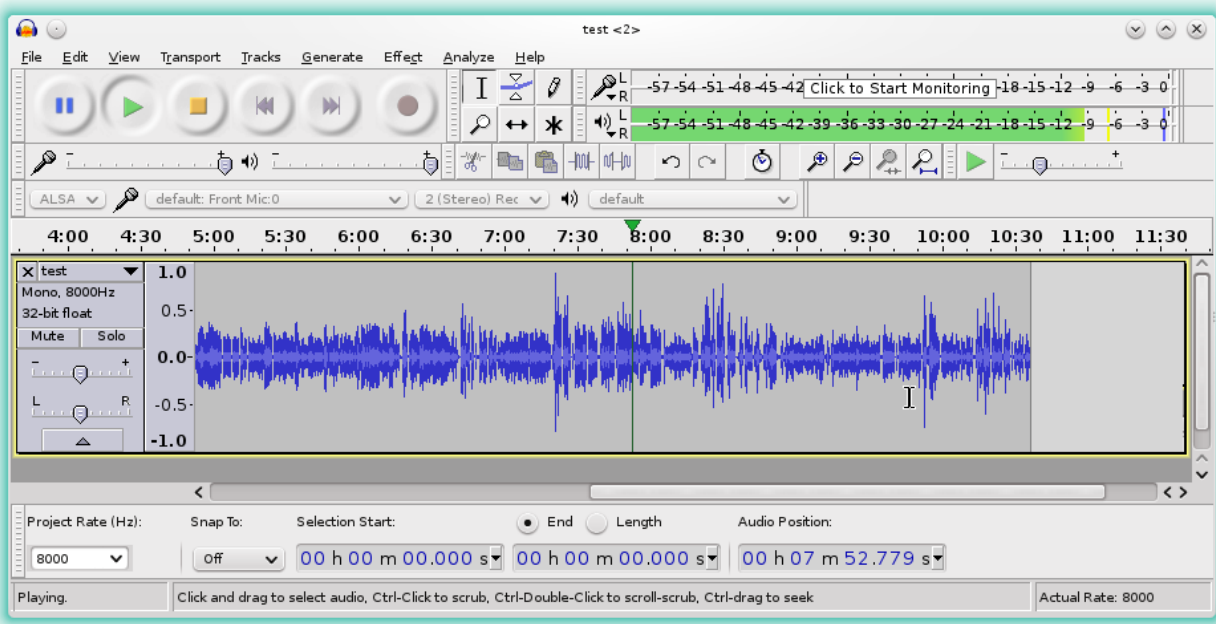 test <2>
File Edit View Transport Tracks Generate Effect Analyze Help
L
R
-57 -54 -51 -48 -45 -42 Click to Start Monitoring -18 -15 -12 -9 -6 -3 0
L
R
-57 -54 -51 -48 -45 -42 -39 -36 -33 -30 -27 -24 -21 -18 -15 -12 -9 -6 -3 0
- + - + - +
ALSA default: Front Mic:0 2 (Stereo) Rec default
4:00 4:30 5:00 5:30 6:00 6:30 7:00 7:30 8:00 8:30 9:00 9:30 10:00 10:30 11:00 11:30
test
Mono, 8000Hz
32-bit float
Mute Solo
- +
L R
1.0
0.5-
0.0-
-0.5-
-1.0
Project Rate (Hz): Snap To: Selection Start: End Length Audio Position:
8000 Off 00 h 00 m 00.000 s 00 h 00 m 00.000 s 00 h 07 m 52.779 s
Playing. Click and drag to select audio, Ctrl-Click to scrub, Ctrl-Double-Click to scroll-scrub, Ctrl-drag to seek Actual Rate: 8000